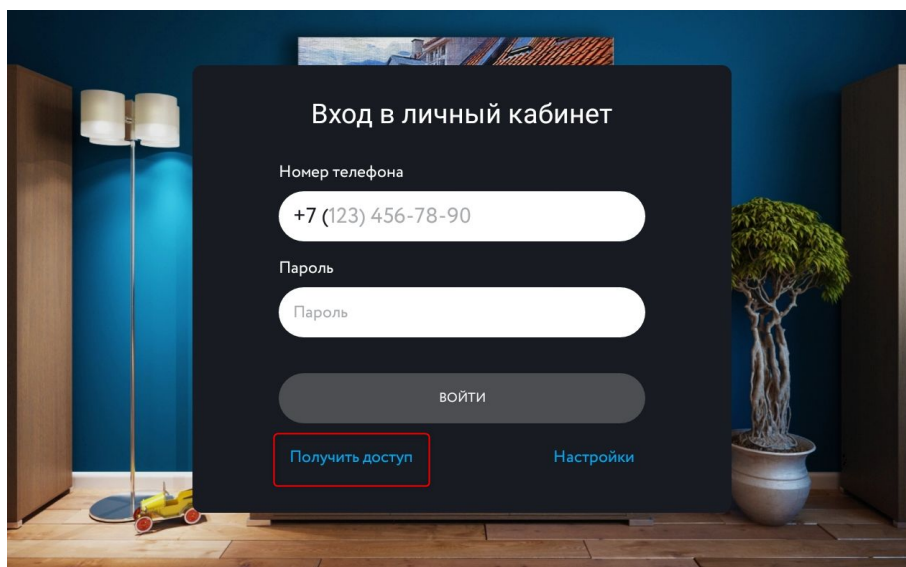 Вход в личный кабинет
Номер телефона
+7 (123) 456-78-90
Пароль
Пароль
ВОЙТИ
Получить доступ
Настройки